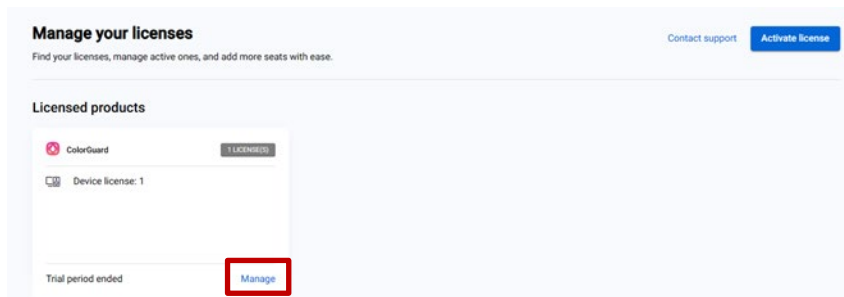 Manage your licenses
Contact support
Activate license
Find your licenses, manage active ones, and add more seats with ease.
Licensed products
ColorGuard
1 LICENSE(S)
Device license: 1
Trial period ended
Manage